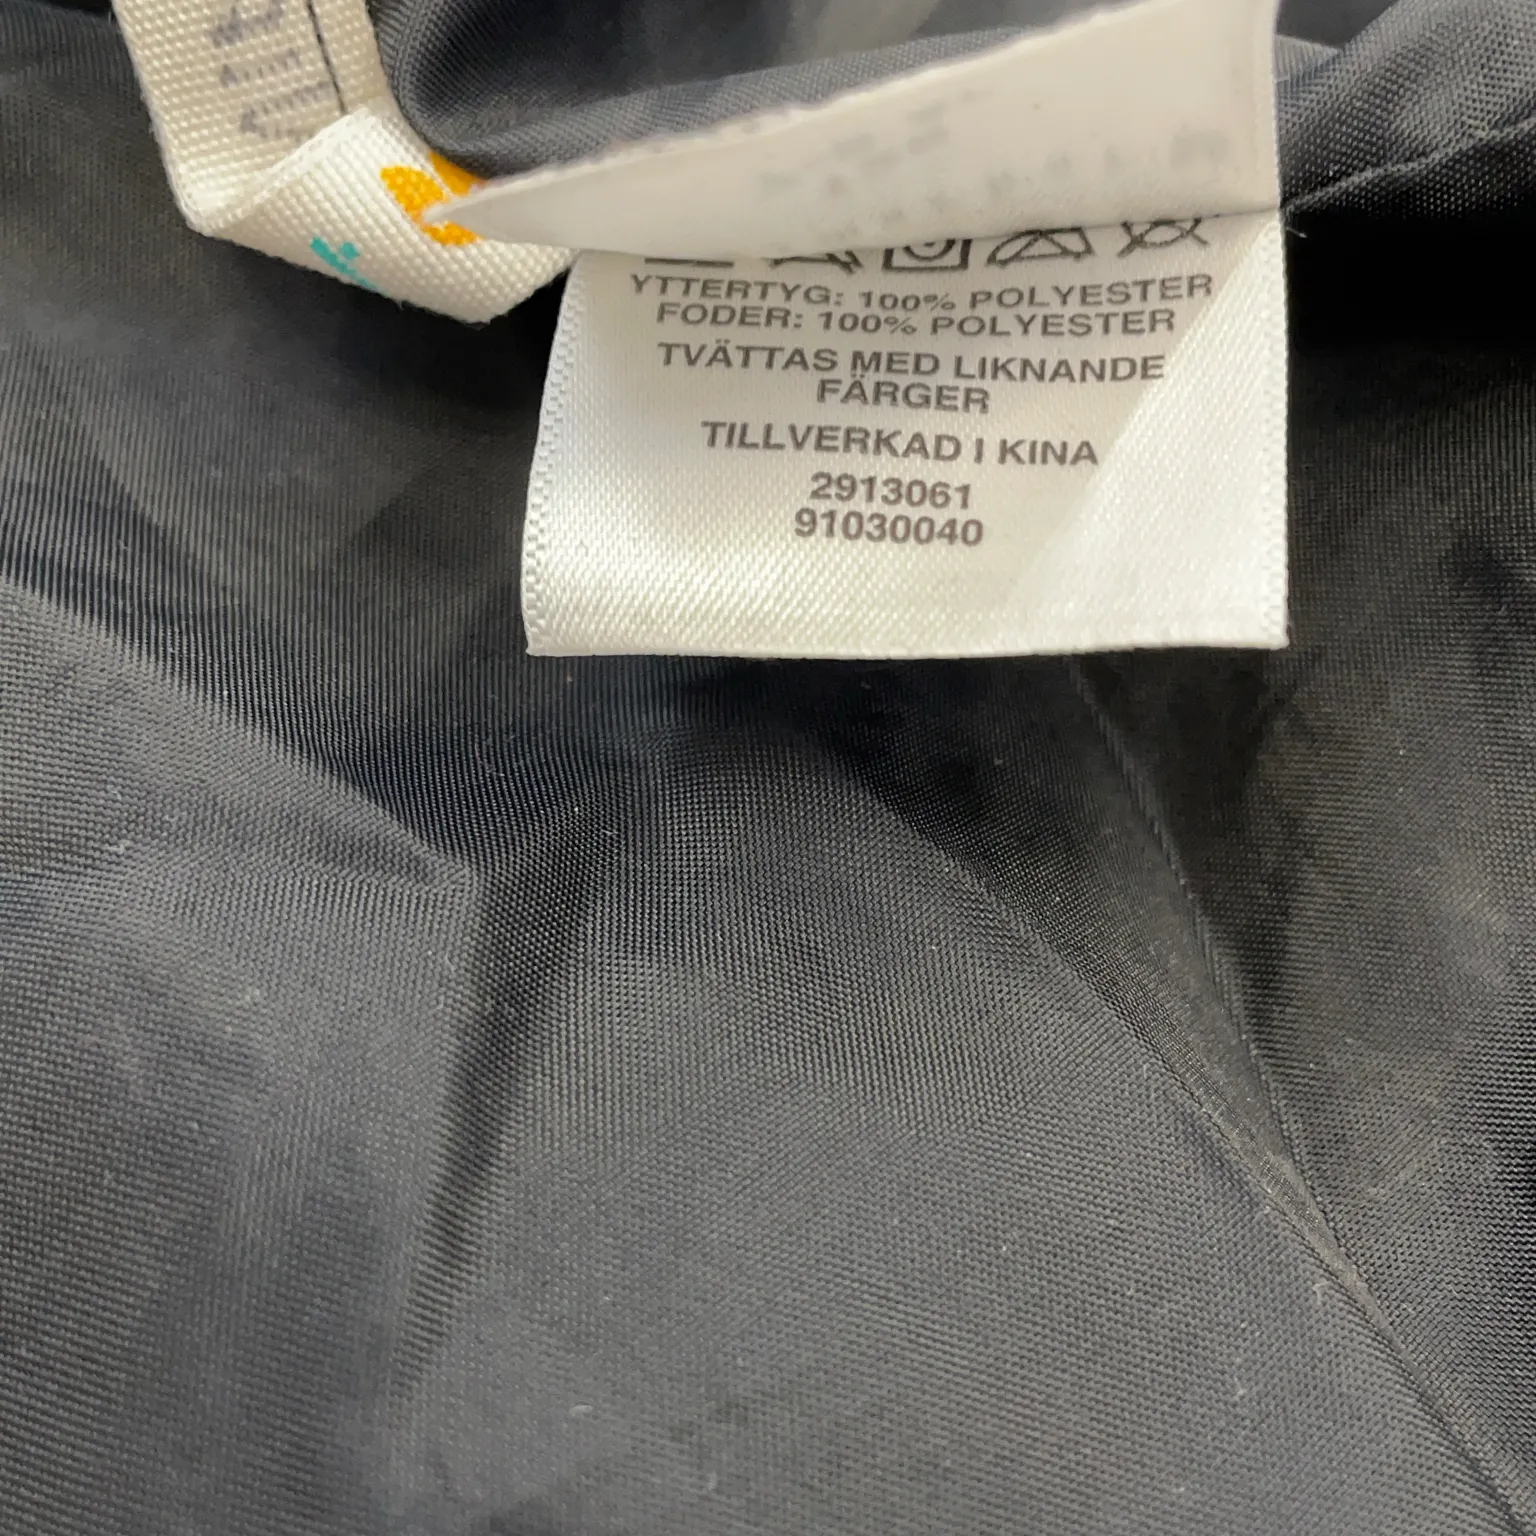 YTTERTYG: 100% POLYESTER
FODER: 100% POLYESTER
TVÄTTAS MED LIKNANDE
FÄRGER
TILLVERKAD I KINA
2913061
91030040